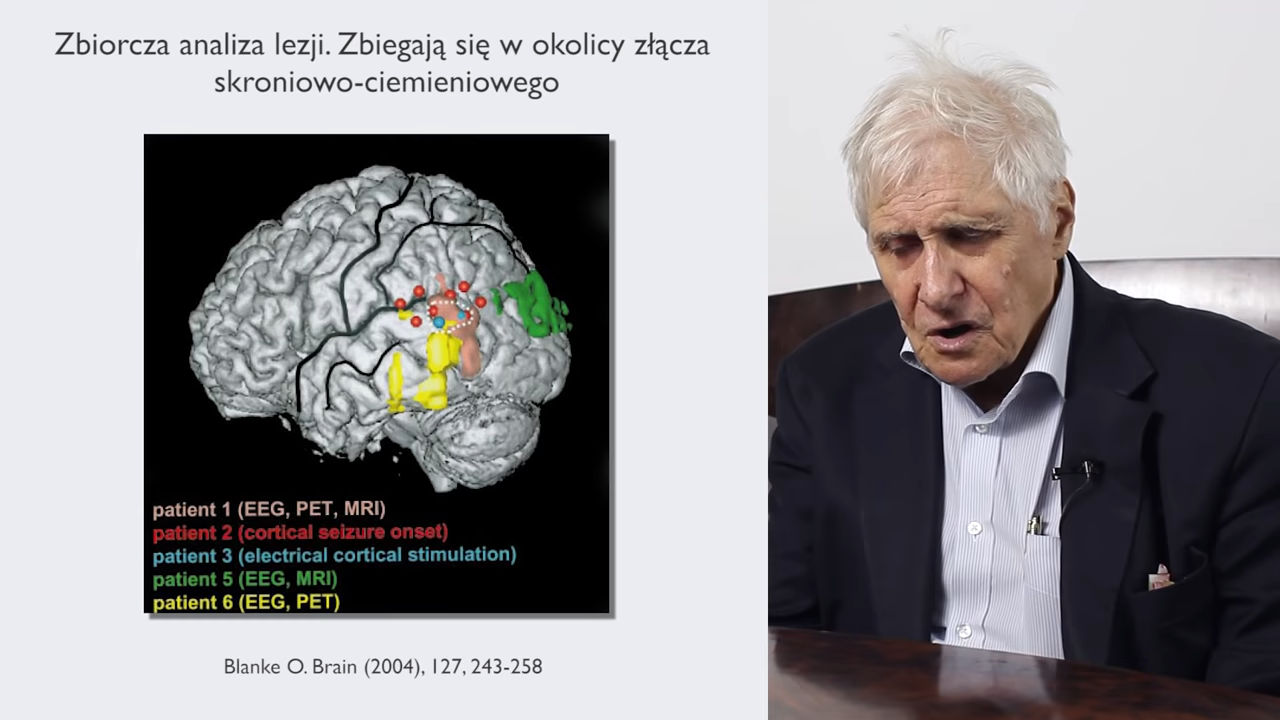 Zbiorcza analiza lezji. Zbiegają się w okolicy złącza
skroniowo-ciemieniowego
patient 1 (EEG, PET, MRI)
patient 2 (cortical seizure onset)
patient 3 (electrical cortical stimulation)
patient 5 (EEG, MRI)
patient 6 (EEG, PET)
Blanke O. Brain (2004), 127, 243-258